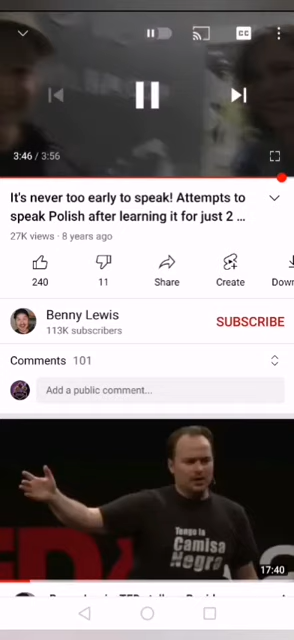 CC
3:46 / 3:56
It's never too early to speak! Attempts to
speak Polish after learning it for just 2 ...
27K views · 8 years ago
240
11
Share
Create
Down
Benny Lewis
113K subscribers
SUBSCRIBE
Comments 101
Add a public comment...
Tengo la
Camisa
Negra
17:40